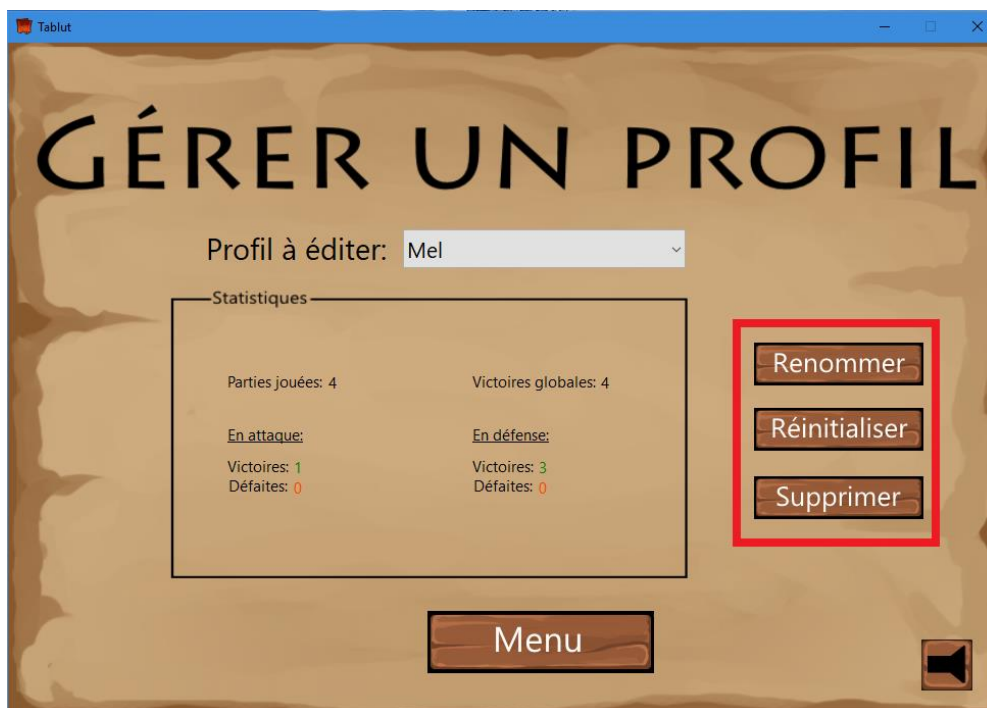 Tablut
GÉRER UN PROFIL
Profil à éditer: Mel
Statistiques
Parties jouées: 4 Victoires globales: 4
En attaque: En défense:
Victoires: 1 Victoires: 3
Défaites: 0 Défaites: 0
Renommer
Réinitialiser
Supprimer
Menu